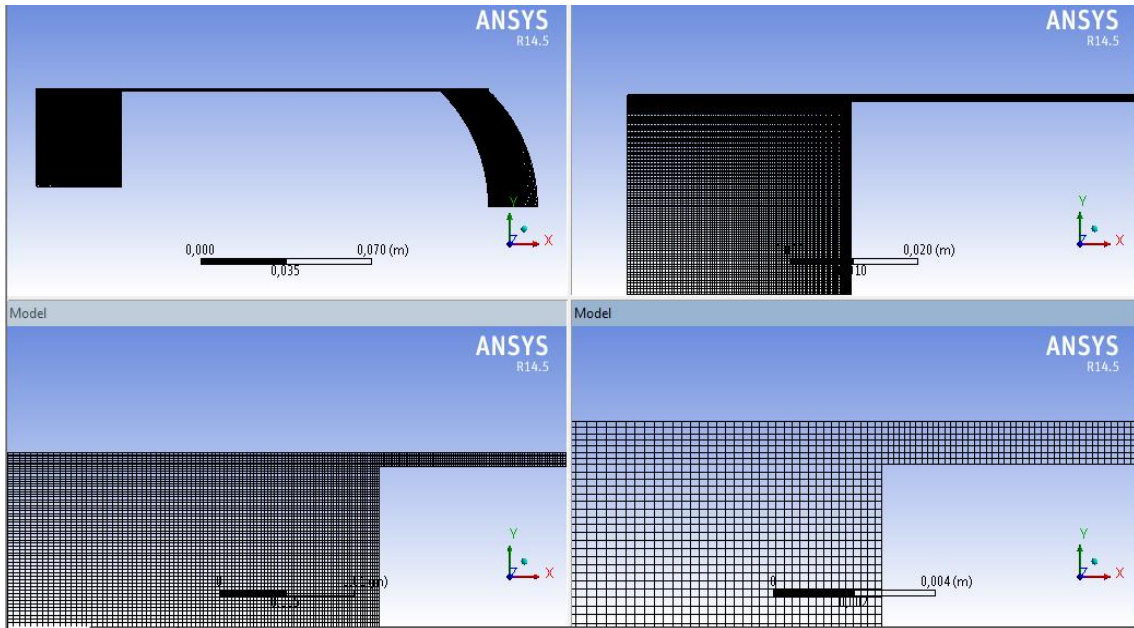 ANSYS
R14.5
Y
Z
X
0,000
0,070 (m)
0,035
ANSYS
R14.5
Y
Z
X
0,020 (m)
Model
ANSYS
R14.5
Y
Z
X
0
Model
ANSYS
R14.5
Y
Z
X
0
0,004 (m)